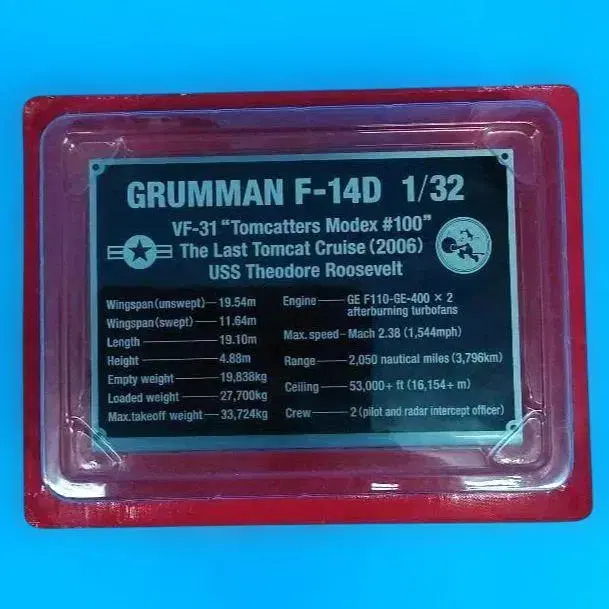 GRUMMAN F-14D 1/32
VF-31 “Tomcatters Modex #100”
The Last Tomcat Cruise (2006)
USS Theodore Roosevelt
Wingspan (unswept) — 19.54m
Wingspan (swept) — 11.64m
Length — 19.10m
Height — 4.88m
Empty weight — 19,838kg
Loaded weight — 27,700kg
Max.takeoff weight — 33,724kg
Engine — GE F110-GE-400 × 2
afterburning turbofans
Max. speed – Mach 2.38 (1,544mph)
Range — 2,050 nautical miles (3,796km)
Ceiling — 53,000+ ft (16,154+ m)
Crew — 2 (pilot and radar intercept officer)